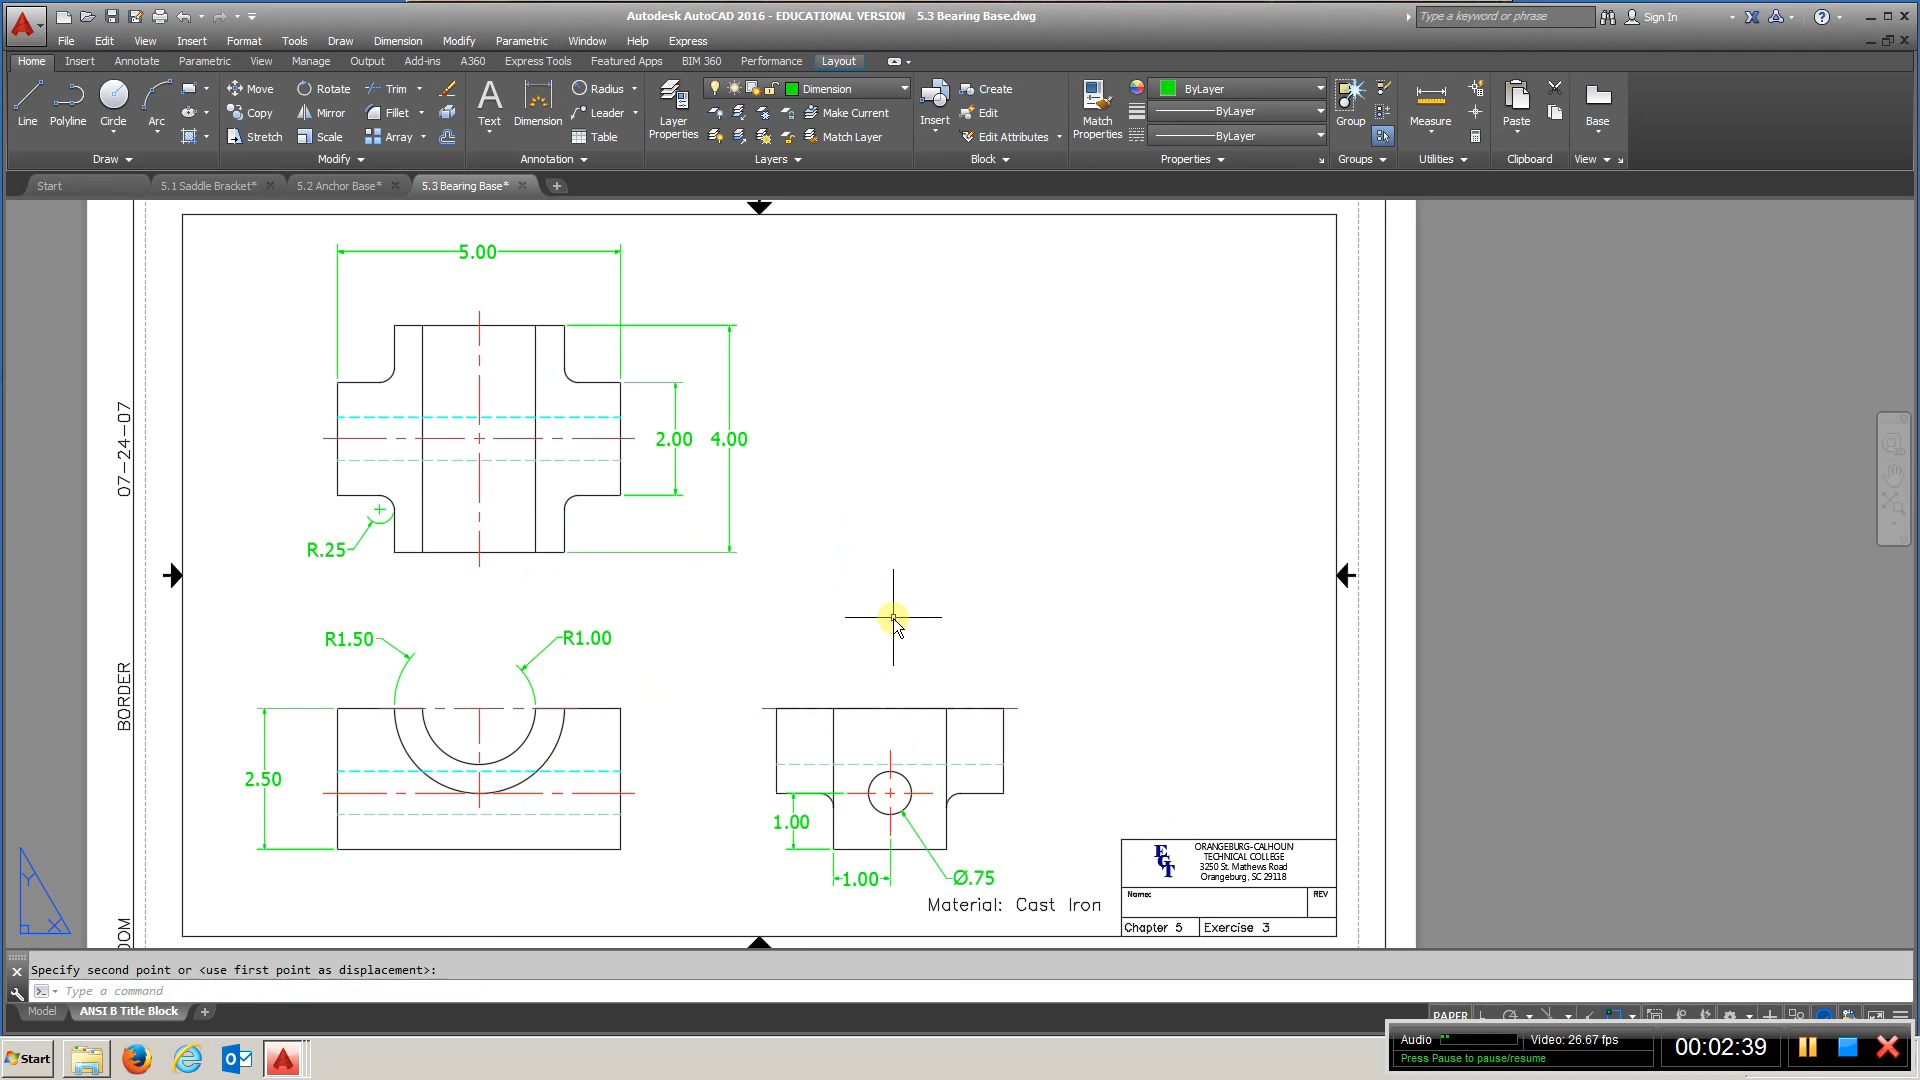 Autodesk AutoCAD 2016 - EDUCATIONAL VERSION 5.3 Bearing Base.dwg
Type a keyword or phrase
Sign In
File Edit View Insert Format Tools Draw Dimension Modify Parametric Window Help Express
Home Insert Annotate Parametric View Manage Output Add-ins A360 Express Tools Featured Apps BIM 360 Performance Layout
Line Polyline Circle Arc
Draw
Move Rotate Trim
Copy Mirror Fillet
Stretch Scale Array
Modify
Text Dimension
Radius
Leader
Table
Annotation
Layer Properties
Dimension
Make Current
Match Layer
Layers
Insert
Create
Edit
Edit Attributes
Block
Match Properties
ByLayer
ByLayer
ByLayer
Properties
Group
Groups
Measure
Utilities
Paste
Clipboard
Base
View
Start 5.1 Saddle Bracket* 5.2 Anchor Base* 5.3 Bearing Base*
07-24-07
BORDER
5.00
2.00 4.00
R.25
R1.50 R1.00
2.50
1.00
1.00 Ø.75
Material: Cast Iron
EGT
ORANGEBURG-CALHOUN
TECHNICAL COLLEGE
3250 St. Mathews Road
Orangeburg, SC 29118
Name: REV
Chapter 5 Exercise 3
Y
X
Specify second point or <use first point as displacement>:
Type a command
Model ANSI B Title Block
PAPER
Start
Audio Video: 26.67 fps
Press Pause to pause/resume
00:02:39